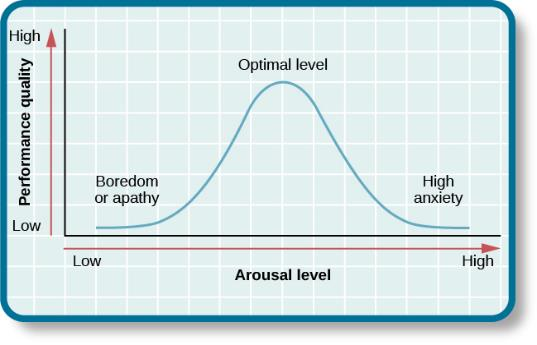 High
Performance quality
Low
Optimal level
Boredom
or apathy
High
anxiety
Low
High
Arousal level